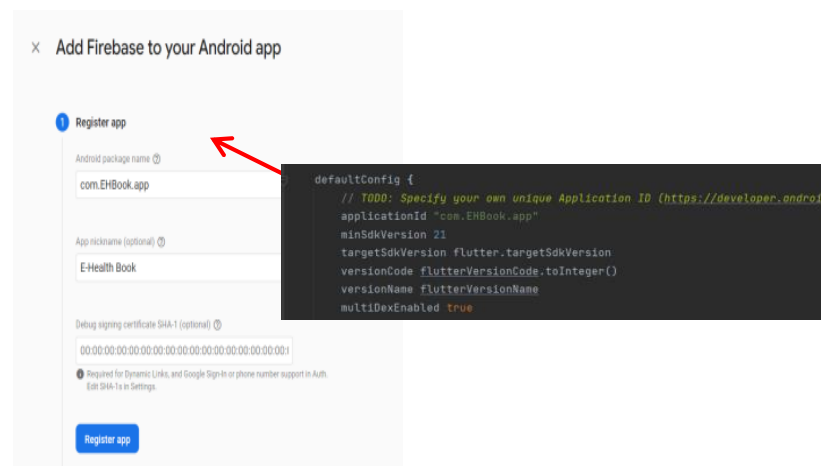 × Add Firebase to your Android app
1 Register app
Android package name
com.EHBook.app
App nickname (optional)
E-Health Book
Debug signing certificate SHA-1 (optional)
00:00:00:00:00:00:00:00:00:00:00:00:00:00:00:00:00:
Required for Dynamic Links, and Google Sign-In or phone number support in Auth.
Edit SHA-1s in Settings.
Register app
defaultConfig {
// TODO: Specify your own unique Application ID (https://developer.androi
applicationId "com.EHBook.app"
minSdkVersion 21
targetSdkVersion flutter.targetSdkVersion
versionCode flutterVersionCode.toInteger()
versionName flutterVersionName
multiDexEnabled true